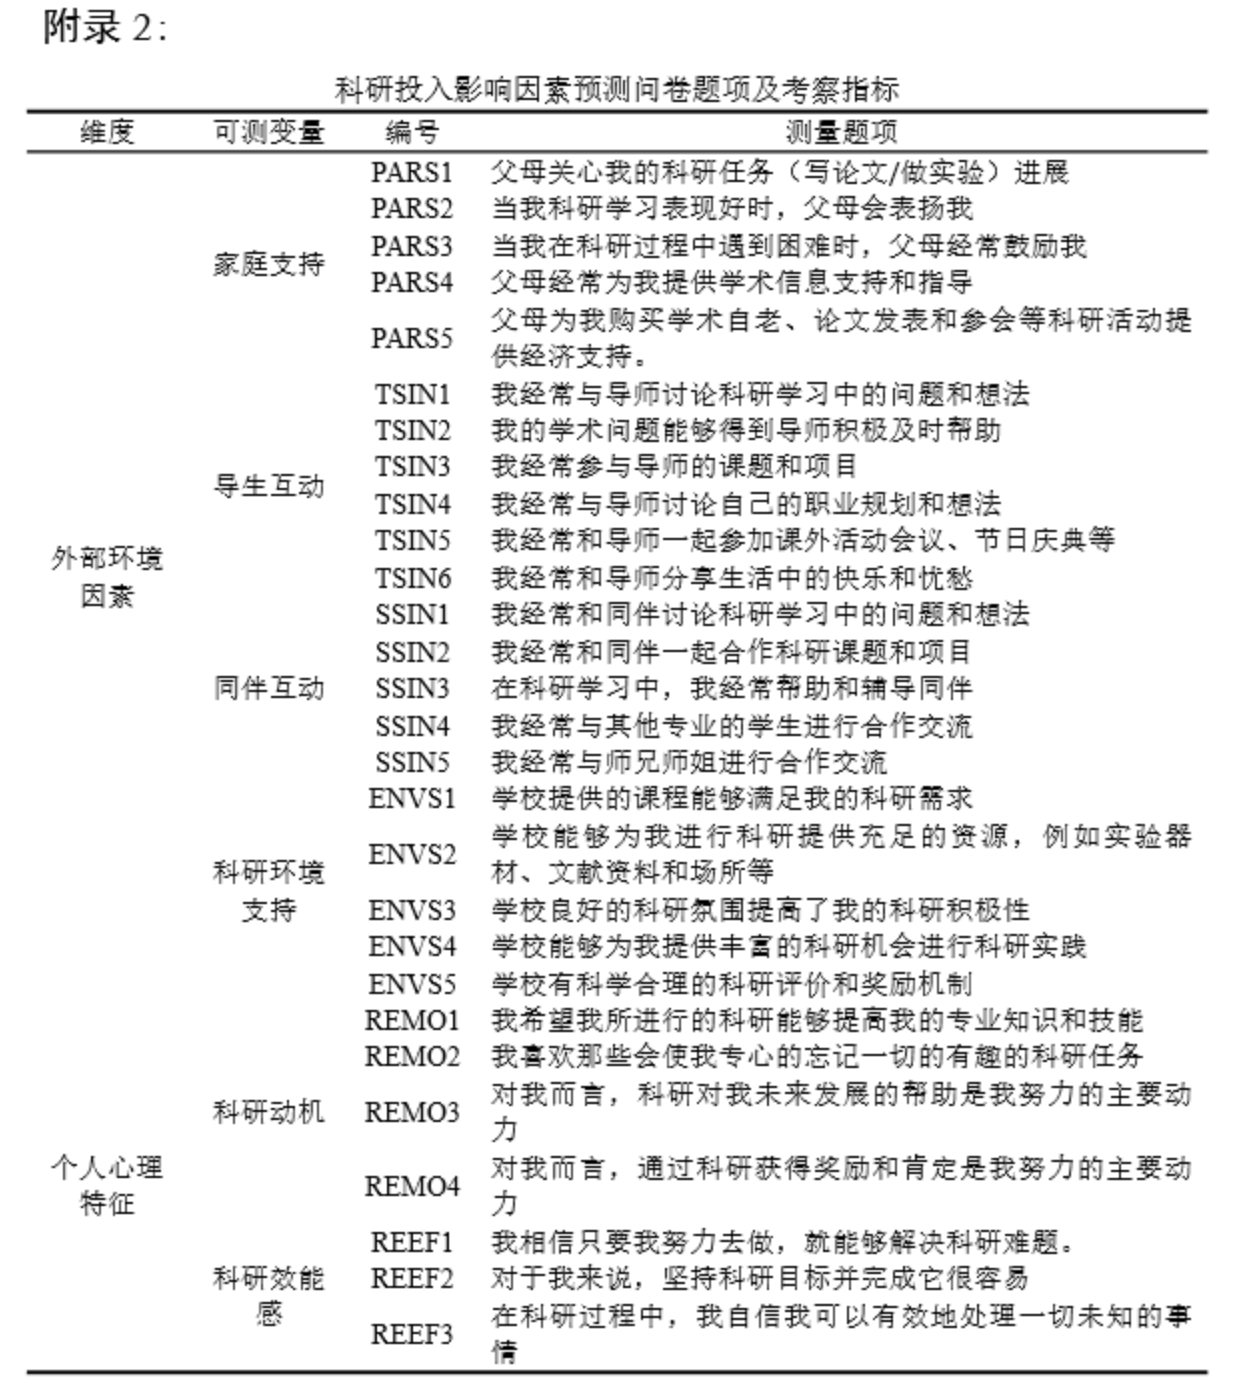 附录 2：
科研投入影响因素预测问卷题项及考察指标
维度 可测变量 编号 测量题项
PARS1 父母关心我的科研任务（写论文/做实验）进展
PARS2 当我科研学习表现好时，父母会表扬我
家庭支持 PARS3 当我在科研过程中遇到困难时，父母经常鼓励我
PARS4 父母经常为我提供学术信息支持和指导
PARS5 父母为我购买学术自老、论文发表和参会等科研活动提
供经济支持。
TSIN1 我经常与导师讨论科研学习中的问题和想法
TSIN2 我的学术问题能够得到导师积极及时帮助
TSIN3 我经常参与导师的课题和项目
导生互动
TSIN4 我经常与导师讨论自己的职业规划和想法
TSIN5 我经常和导师一起参加课外活动会议、节日庆典等
外部环境
因素
TSIN6 我经常和导师分享生活中的快乐和忧愁
SSIN1 我经常和同伴讨论科研学习中的问题和想法
SSIN2 我经常和同伴一起合作科研课题和项目
同伴互动 SSIN3 在科研学习中，我经常帮助和辅导同伴
SSIN4 我经常与其他专业的学生进行合作交流
SSIN5 我经常与师兄师姐进行合作交流
ENVS1 学校提供的课程能够满足我的科研需求
ENVS2 学校能够为我进行科研提供充足的资源，例如实验器
材、文献资料和场所等
科研环境
支持
ENVS3 学校良好的科研氛围提高了我的科研积极性
ENVS4 学校能够为我提供丰富的科研机会进行科研实践
ENVS5 学校有科学合理的科研评价和奖励机制
REMO1 我希望我所进行的科研能够提高我的专业知识和技能
REMO2 我喜欢那些会使我专心的忘记一切的有趣的科研任务
科研动机 REMO3 对我而言，科研对我未来发展的帮助是我努力的主要动
力
个人心理
特征
REMO4 对我而言，通过科研获得奖励和肯定是我努力的主要动
力
REEF1 我相信只要我努力去做，就能够解决科研难题。
科研效能
感
REEF2 对于我来说，坚持科研目标并完成它很容易
REEF3 在科研过程中，我自信我可以有效地处理一切未知的事
情